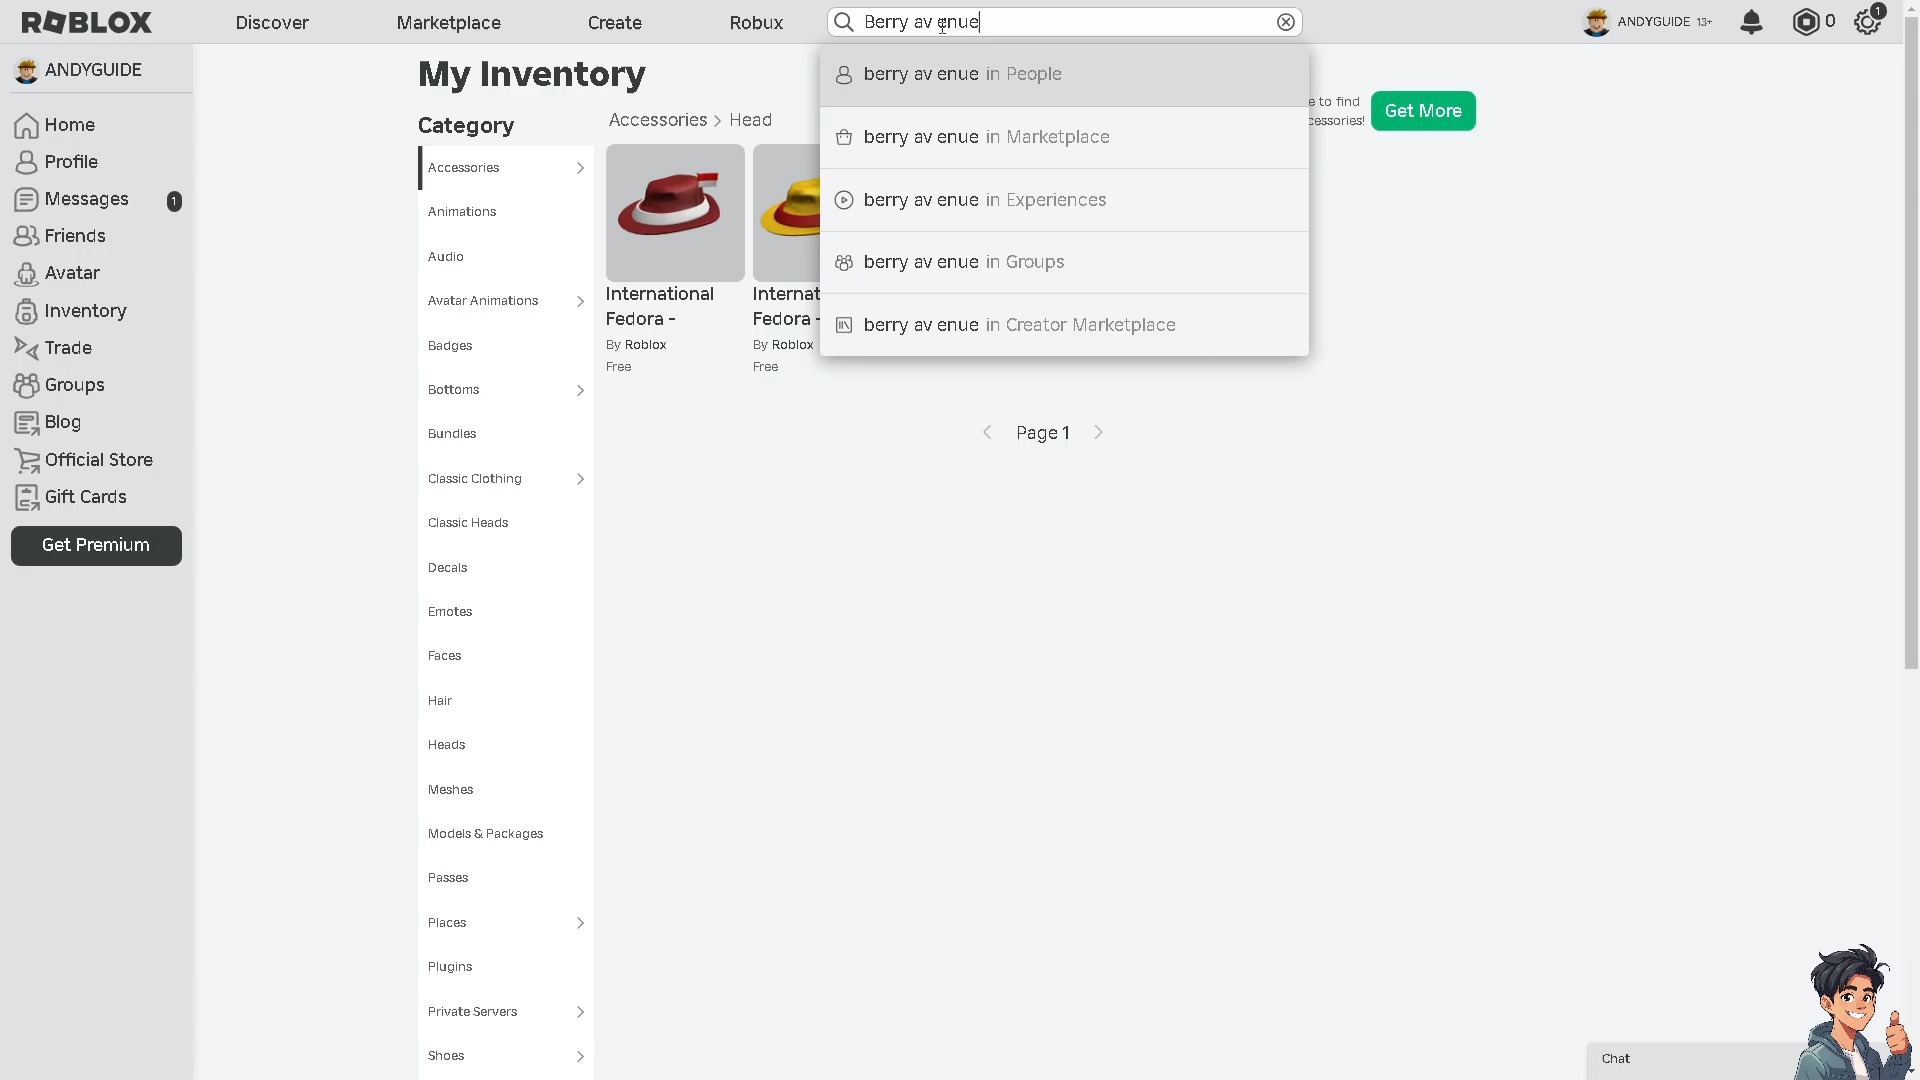 ROBLOX
Discover
Marketplace
Create
Robux
Berry av enue
ANDYGUIDE 13+
0
1
ANDYGUIDE
Home
Profile
Messages
1
Friends
Avatar
Inventory
Trade
Groups
Blog
Official Store
Gift Cards
Get Premium
My Inventory
Category
Accessories
Animations
Audio
Avatar Animations
Badges
Bottoms
Bundles
Classic Clothing
Classic Heads
Decals
Emotes
Faces
Hair
Heads
Meshes
Models & Packages
Passes
Places
Plugins
Private Servers
Shoes
Accessories > Head
International
Fedora -
By Roblox
Free
Internat
Fedora -
By Roblox
Free
berry av enue in People
berry av enue in Marketplace
berry av enue in Experiences
berry av enue in Groups
berry av enue in Creator Marketplace
e to find
cessories!
Get More
Page 1
Chat